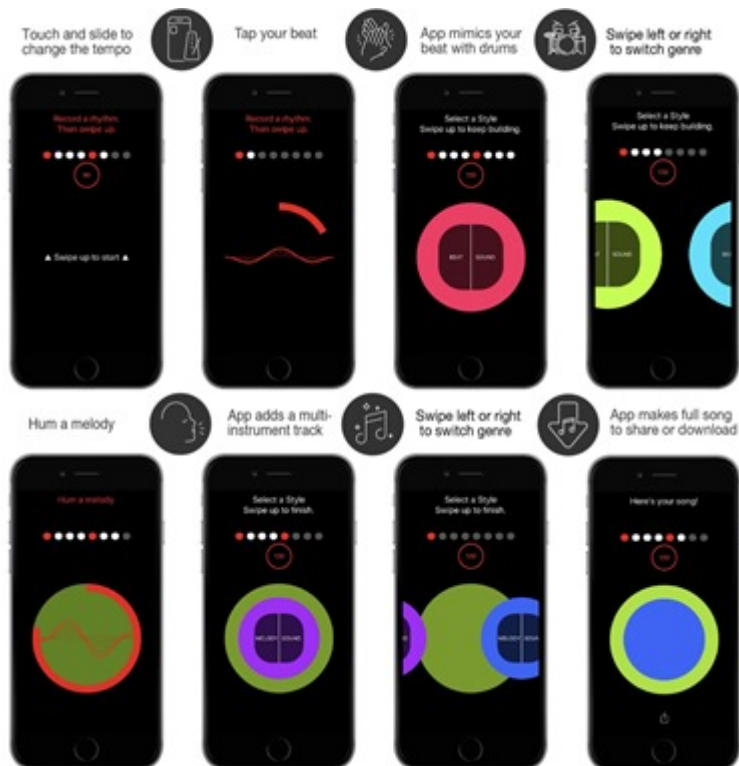 Touch and slide to
change the tempo
Tap your beat
App mimics your
beat with drums
Swipe left or right
to switch genre
Record a rhythm.
Then swipe up.
Record a rhythm.
Then swipe up.
Select a Style
Swipe up to keep building.
Select a Style
Swipe up to keep building.
▲ Swipe up to start ▲
BEAT
SOUND
SOUND
Hum a melody
App adds a multi-
instrument track
Swipe left or right
to switch genre
App makes full song
to share or download
Hum a melody
Select a Style
Swipe up to finish.
Select a Style
Swipe up to finish.
Here's your song!
MELODY
SOUND
MELODY